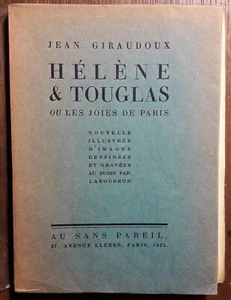 JEAN GIRAUDOUX
HÉLÈNE
& TOUGLAS
OU LES JOIES DE PARIS
NOUVELLE
ILLUSTRÉE
D'IMAGES
DESSINÉES
ET GRAVÉES
AU BURIN PAR
LABOUREUR
AU SANS PAREIL
37, AVENUE KLÉBER, PARIS, 1925.